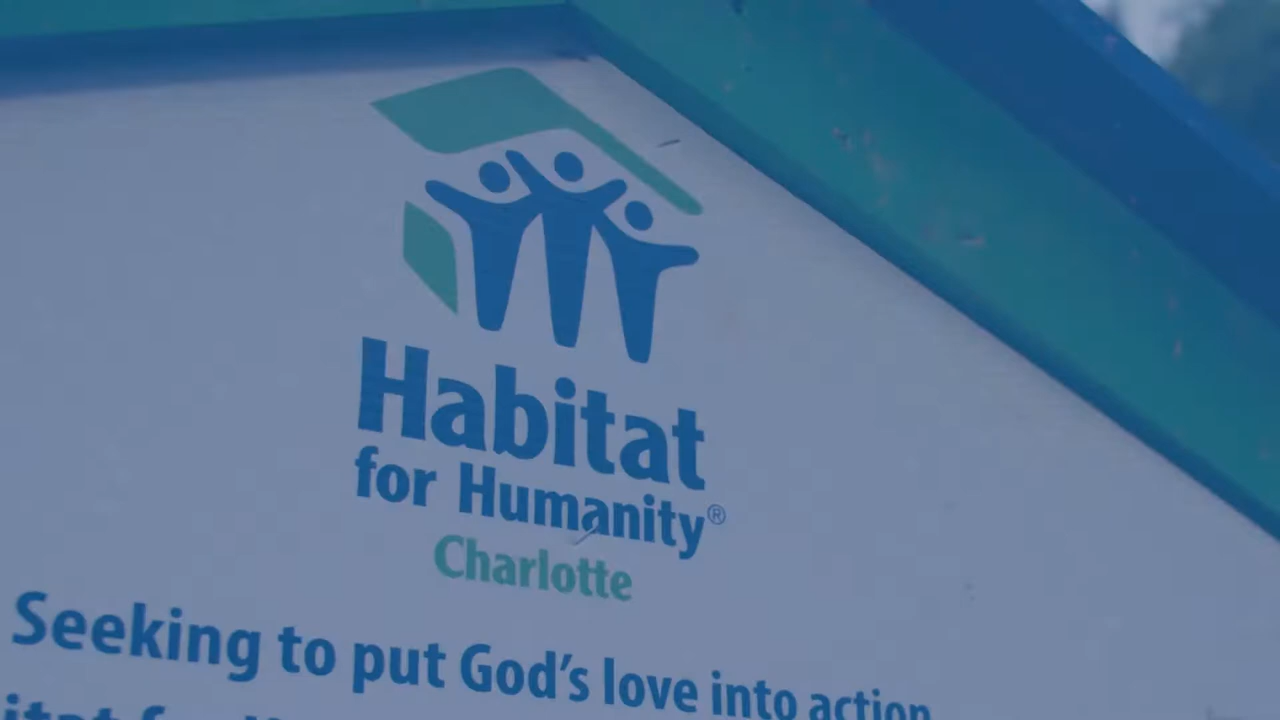 Habitat
for Humanity®
Charlotte
Seeking to put God's love into action